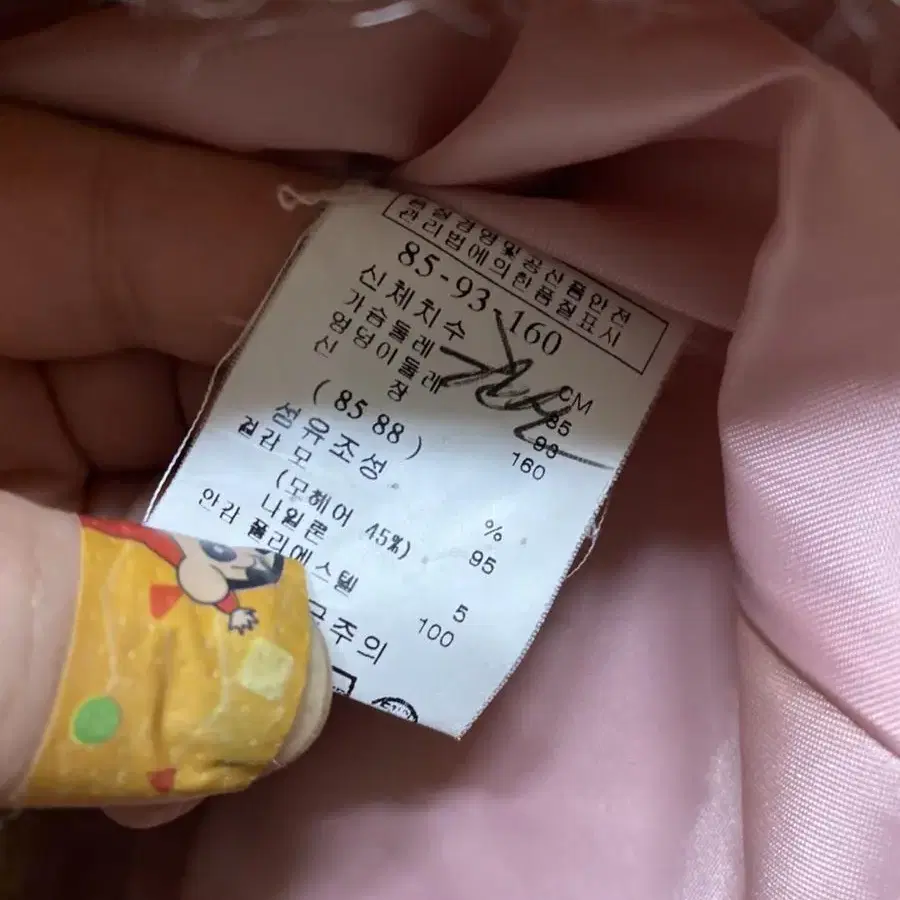 품질경영및공산품안전
관리법에의한품질표시
85-93-160
신체치수 CM
가슴둘레 85
엉덩이둘레 93
신 장 160
(85 88)
섬유조성 %
겉감 모 95
(모헤어 45%)
나일론 5
안감 폴리에스텔 100
주의